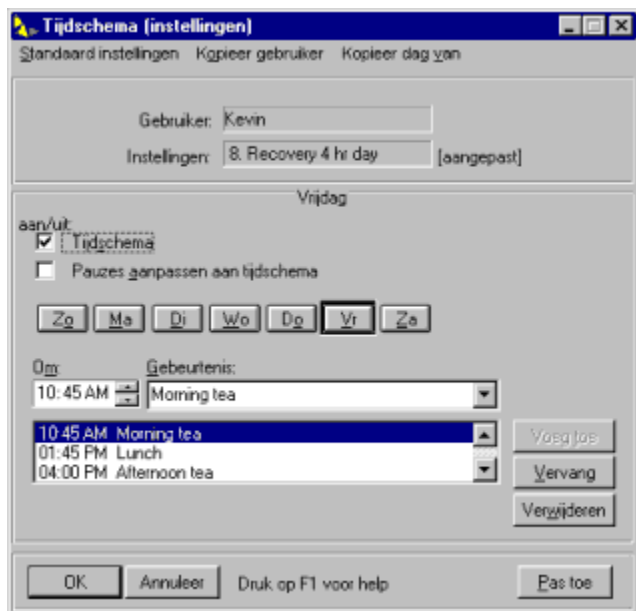 Tijdschema (instellingen)
Standaard instellingen Kopieer gebruiker Kopieer dag van
Gebruiker: Kevin
Instellingen: 8. Recovery 4 hr day [aangepast]
Vrijdag
aan/uit:
Tijdschema
Pauzes aanpassen aan tijdschema
Zo Ma Di Wo Do Vr Za
Om: Gebeurtenis:
10:45 AM Morning tea
10:45 AM Morning tea
01:45 PM Lunch
04:00 PM Afternoon tea
Voeg toe
Vervang
Verwijderen
OK Annuleer Druk op F1 voor help Pas toe